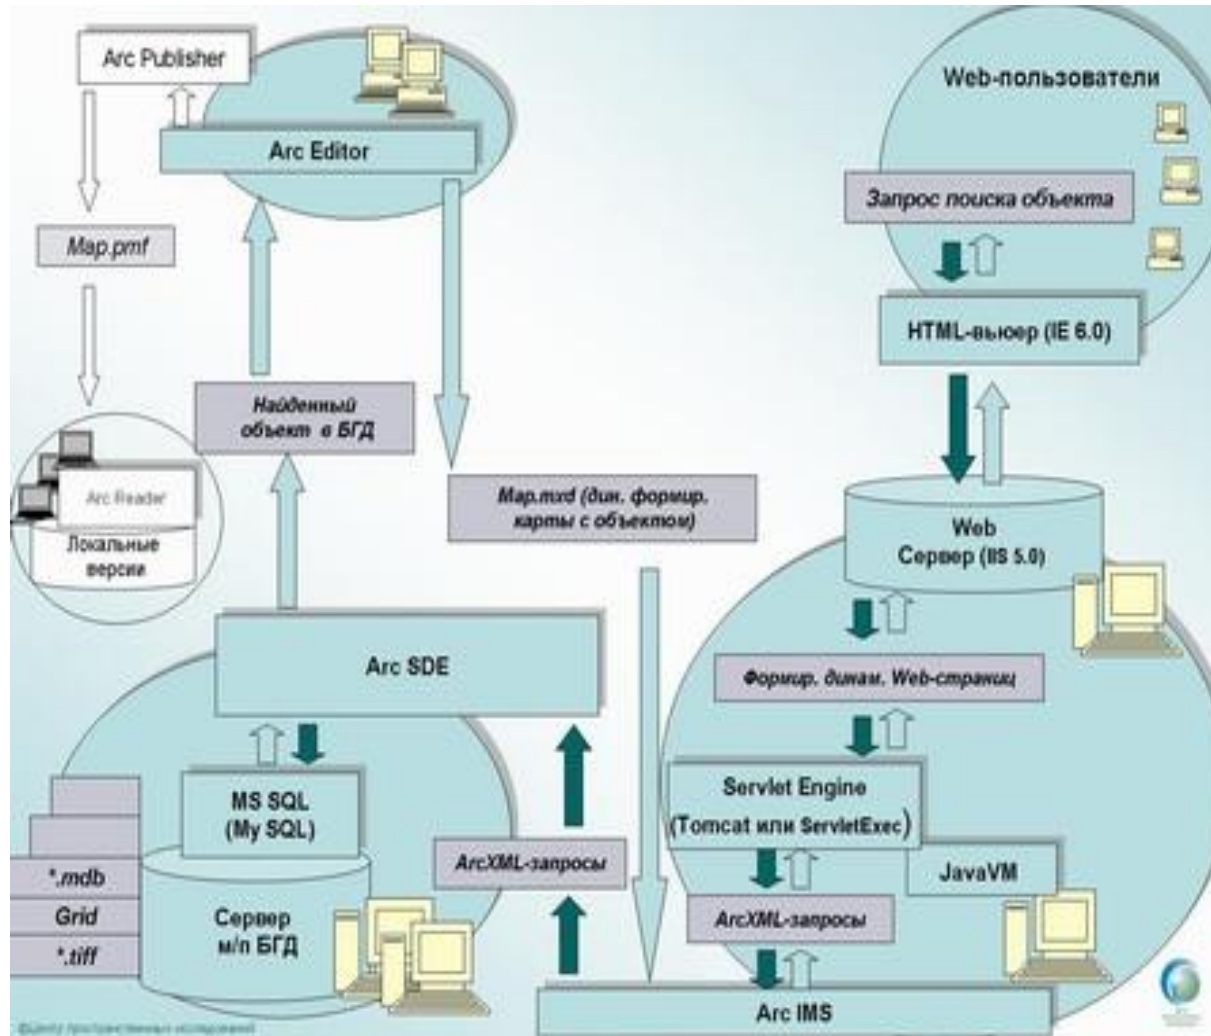 Arc Publisher
Web-пользователи
Arc Editor
Запрос поиска объекта
Map.pmf
HTML-вьюер (IE 6.0)
Найденный
объект в БГД
Arc Reader
Локальные
версии
Map.mxd (дин. формир.
карты с объектом)
Web
Сервер (IIS 5.0)
Arc SDE
Формир. динам. Web-страниц
MS SQL
(My SQL)
Servlet Engine
(Tomcat или ServletExec)
ArcXML-запросы
JavaVM
*.mdb
Grid
*.tiff
Сервер
м/п БГД
ArcXML-запросы
Arc IMS
центр пространственных исследований